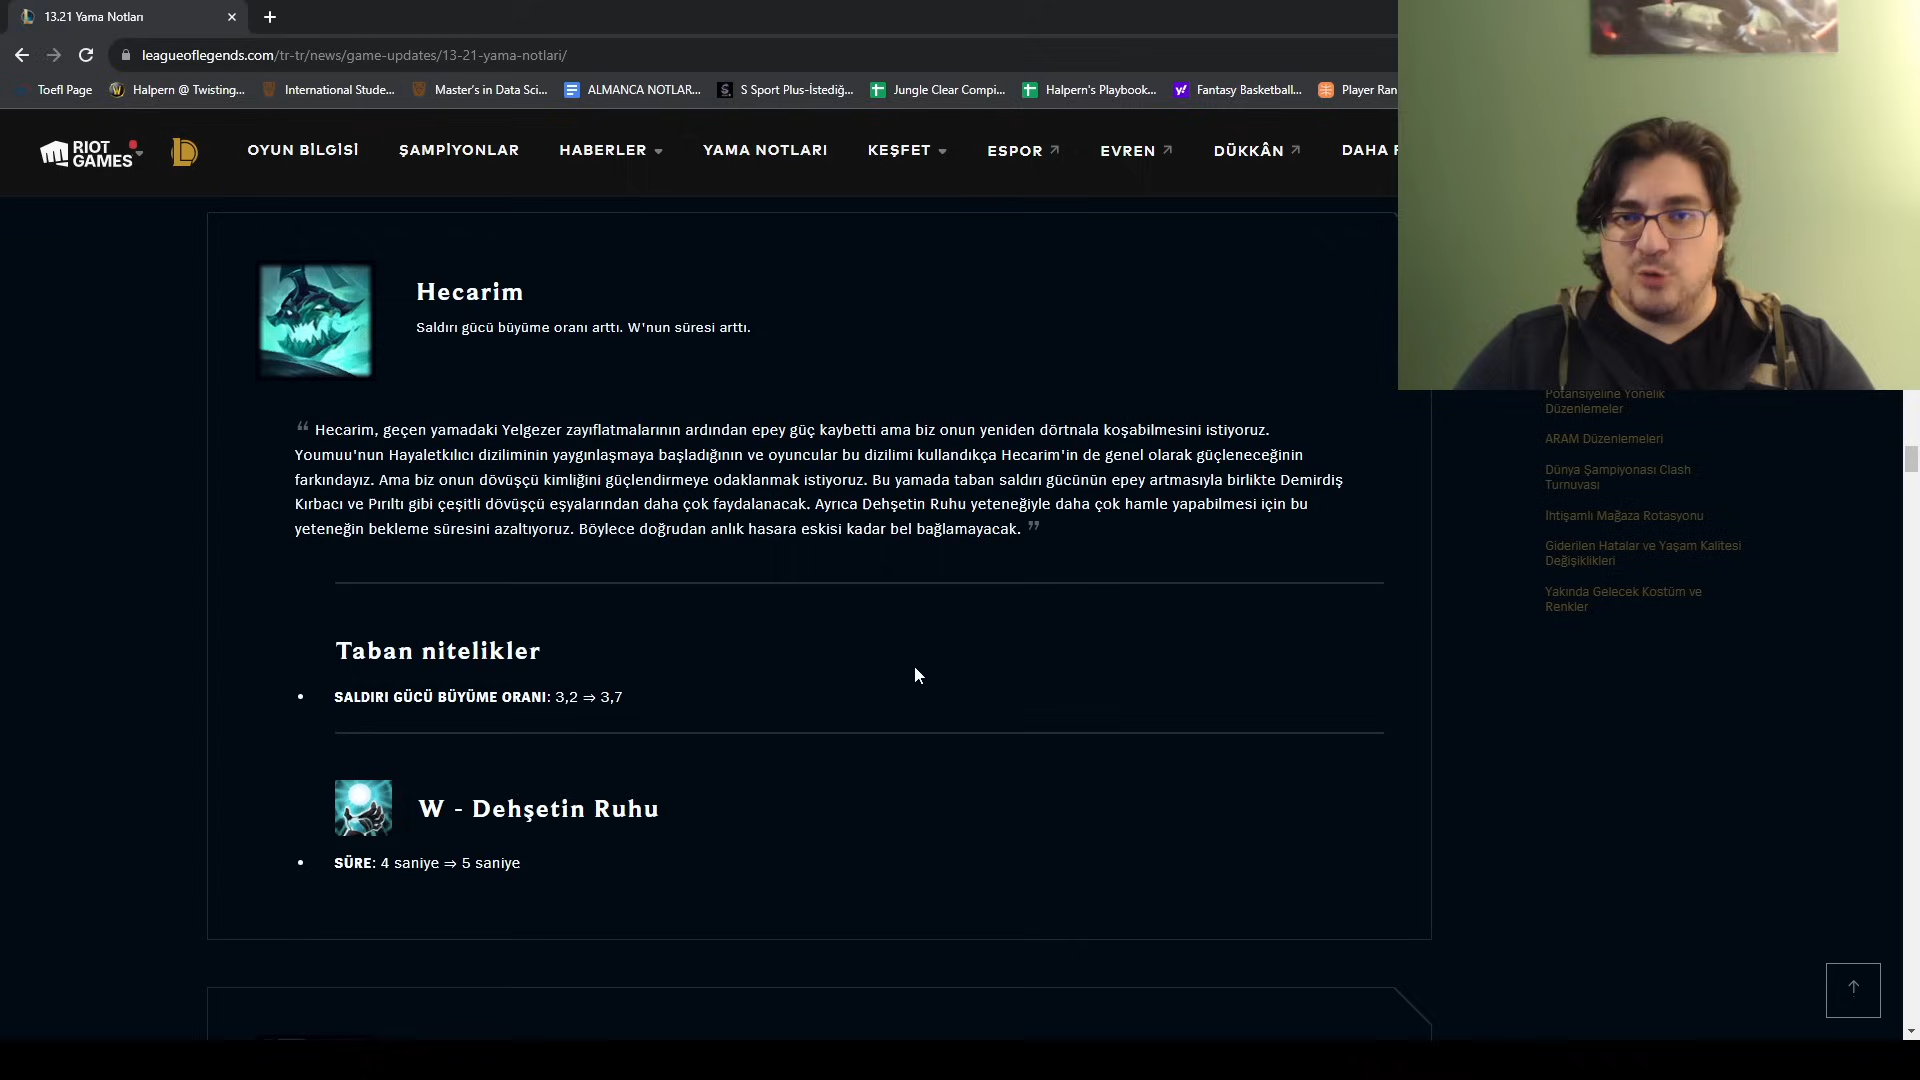 13.21 Yama Notları
leagueoflegends.com/tr-tr/news/game-updates/13-21-yama-notlari/
Toefl Page
Halpern @ Twisting...
International Stude...
Master's in Data Sci...
ALMANCA NOTLAR...
S Sport Plus-İstediğ...
Jungle Clear Compi...
Halpern's Playbook...
Fantasy Basketball...
Player Ran
RIOT GAMES
OYUN BİLGİSİ
ŞAMPİYONLAR
HABERLER
YAMA NOTLARI
KEŞFET
ESPOR
EVREN
DÜKKÂN
DAHA F
Hecarim
Saldırı gücü büyüme oranı arttı. W'nun süresi arttı.
“ Hecarim, geçen yamadaki Yelgezer zayıflatmalarının ardından epey güç kaybetti ama biz onun yeniden dörtnala koşabilmesini istiyoruz.
Youmuu'nun Hayaletkılıcı diziliminin yaygınlaşmaya başladığının ve oyuncular bu dizilimi kullandıkça Hecarim'in de genel olarak güçleneceğinin
farkındayız. Ama biz onun dövüşçü kimliğini güçlendirmeye odaklanmak istiyoruz. Bu yamada taban saldırı gücünün epey artmasıyla birlikte Demirdiş
Kırbacı ve Pırıltı gibi çeşitli dövüşçü eşyalarından daha çok faydalanacak. Ayrıca Dehşetin Ruhu yeteneğiyle daha çok hamle yapabilmesi için bu
yeteneğin bekleme süresini azaltıyoruz. Böylece doğrudan anlık hasara eskisi kadar bel bağlamayacak. ”
Taban nitelikler
• SALDIRI GÜCÜ BÜYÜME ORANI: 3,2 ⇒ 3,7
W - Dehşetin Ruhu
• SÜRE: 4 saniye ⇒ 5 saniye
Potansiyeline Yönelik
Düzenlemeler
ARAM Düzenlemeleri
Dünya Şampiyonası Clash
Turnuvası
İhtişamlı Mağaza Rotasyonu
Giderilen Hatalar ve Yaşam Kalitesi
Değişiklikleri
Yakında Gelecek Kostüm ve
Renkler